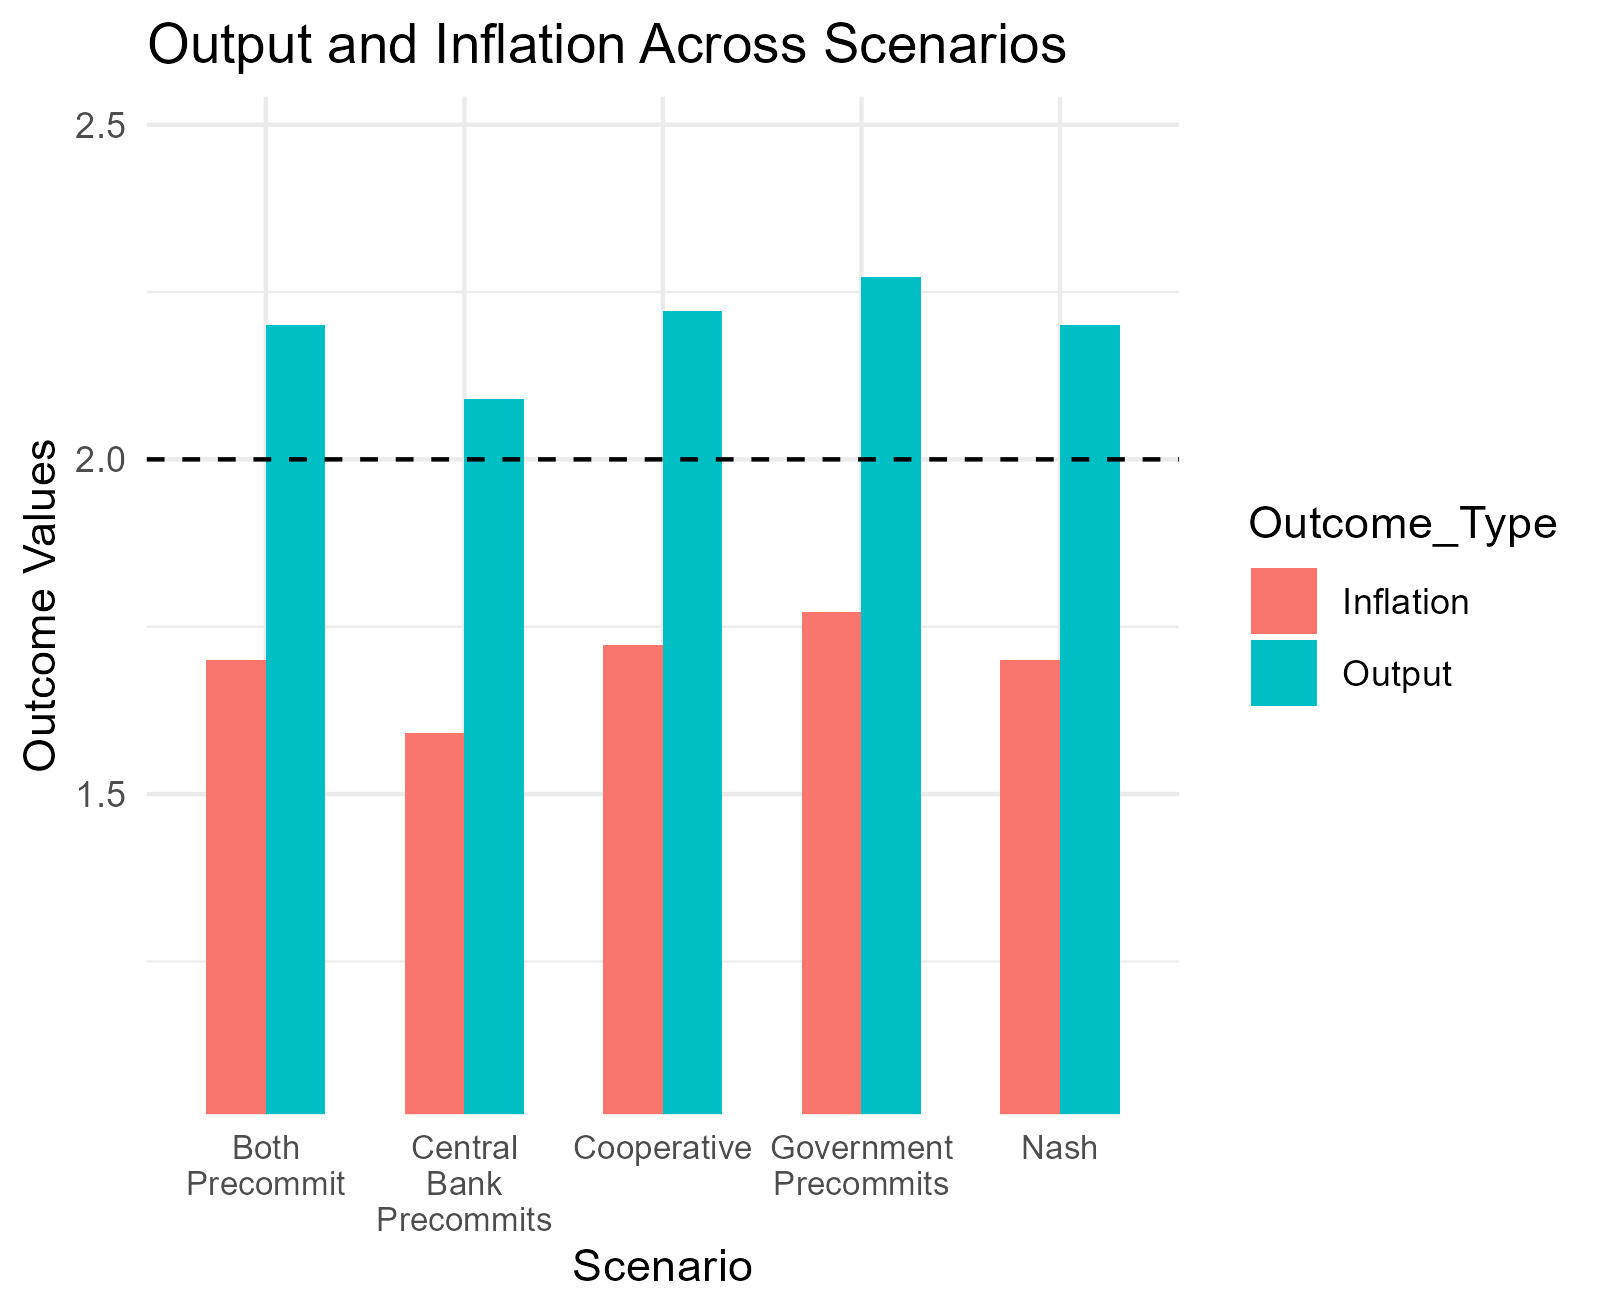 Output and Inflation Across Scenarios
2.5
2.0
1.5
Outcome Values
Both
Precommit
Central
Bank
Precommits
Cooperative
Government
Precommits
Nash
Scenario
Outcome_Type
Inflation
Output